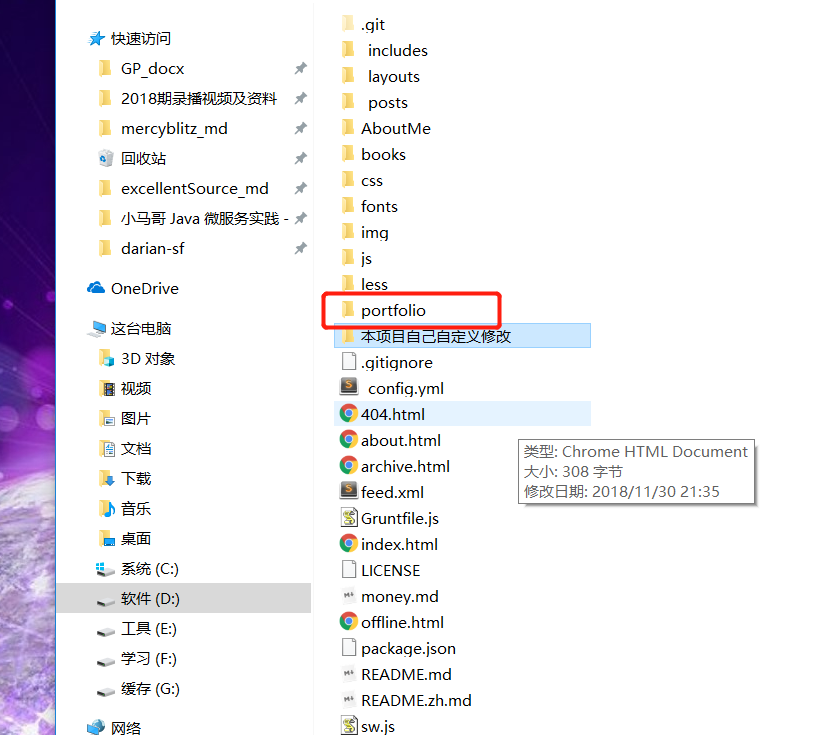 快速访问
GP_docx
2018期录播视频及资料
mercyblitz_md
回收站
excellentSource_md
小马哥 Java 微服务实践 -
darian-sf
OneDrive
这台电脑
3D 对象
视频
图片
文档
下载
音乐
桌面
系统 (C:)
软件 (D:)
工具 (E:)
学习 (F:)
缓存 (G:)
网络
.git
_includes
_layouts
_posts
AboutMe
books
css
fonts
img
js
less
portfolio
本项目自己自定义修改
.gitignore
_config.yml
404.html
about.html
archive.html
feed.xml
Gruntfile.js
index.html
LICENSE
money.md
offline.html
package.json
README.md
README.zh.md
sw.js
类型: Chrome HTML Document
大小: 308 字节
修改日期: 2018/11/30 21:35